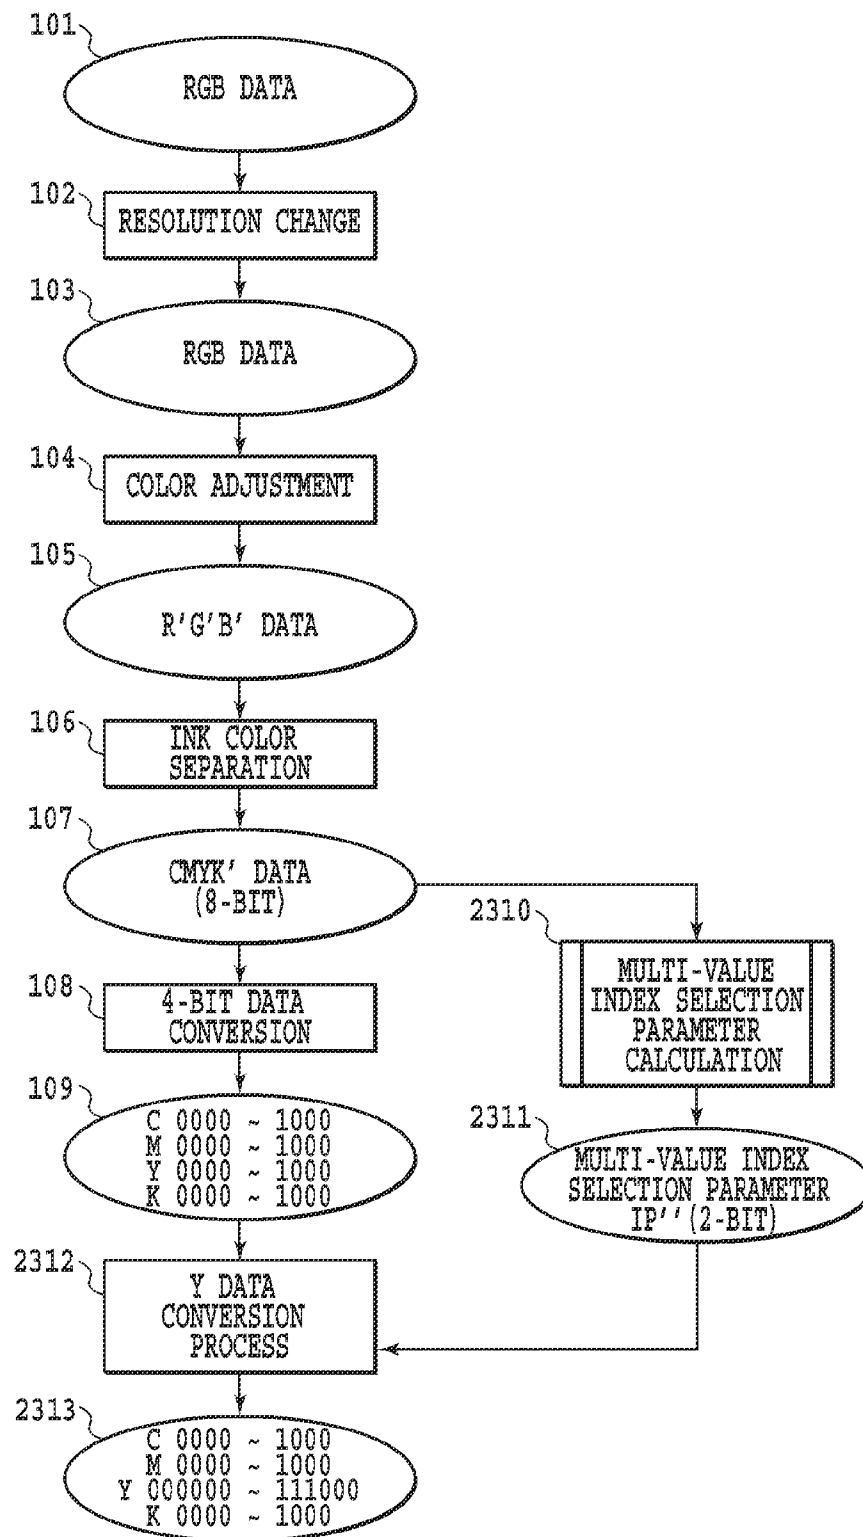 101
RGB DATA
102
RESOLUTION CHANGE
103
RGB DATA
104
COLOR ADJUSTMENT
105
R'G'B' DATA
106
INK COLOR
SEPARATION
107
CMYK' DATA
(8-BIT)
108
4-BIT DATA
CONVERSION
2310
MULTI-VALUE
INDEX SELECTION
PARAMETER
CALCULATION
109
C 0000 ~ 1000
M 0000 ~ 1000
Y 0000 ~ 1000
K 0000 ~ 1000
2311
MULTI-VALUE INDEX
SELECTION PARAMETER
IP''(2-BIT)
2312
Y DATA
CONVERSION
PROCESS
2313
C 0000 ~ 1000
M 0000 ~ 1000
Y 000000 ~ 111000
K 0000 ~ 1000